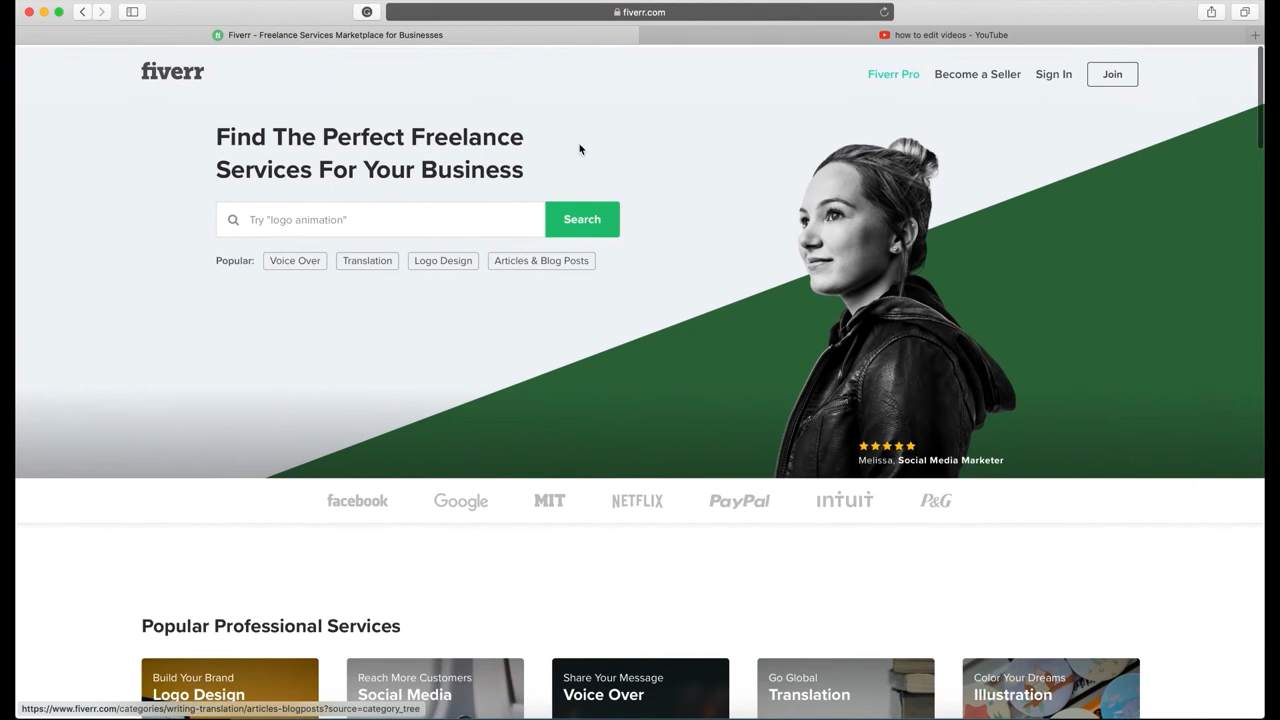 fiverr.com
Fiverr - Freelance Services Marketplace for Businesses
how to edit videos - YouTube
fiverr
Fiverr Pro
Become a Seller
Sign In
Join
Find The Perfect Freelance
Services For Your Business
Try "logo animation"
Search
Popular:
Voice Over
Translation
Logo Design
Articles & Blog Posts
Melissa, Social Media Marketer
facebook
Google
MIT
NETFLIX
PayPal
intuit
P&G
Popular Professional Services
Build Your Brand
Logo Design
Reach More Customers
Social Media
Share Your Message
Voice Over
Go Global
Translation
Color Your Dreams
Illustration
https://www.fiverr.com/categories/writing-translation/articles-blogposts?source=category_tree